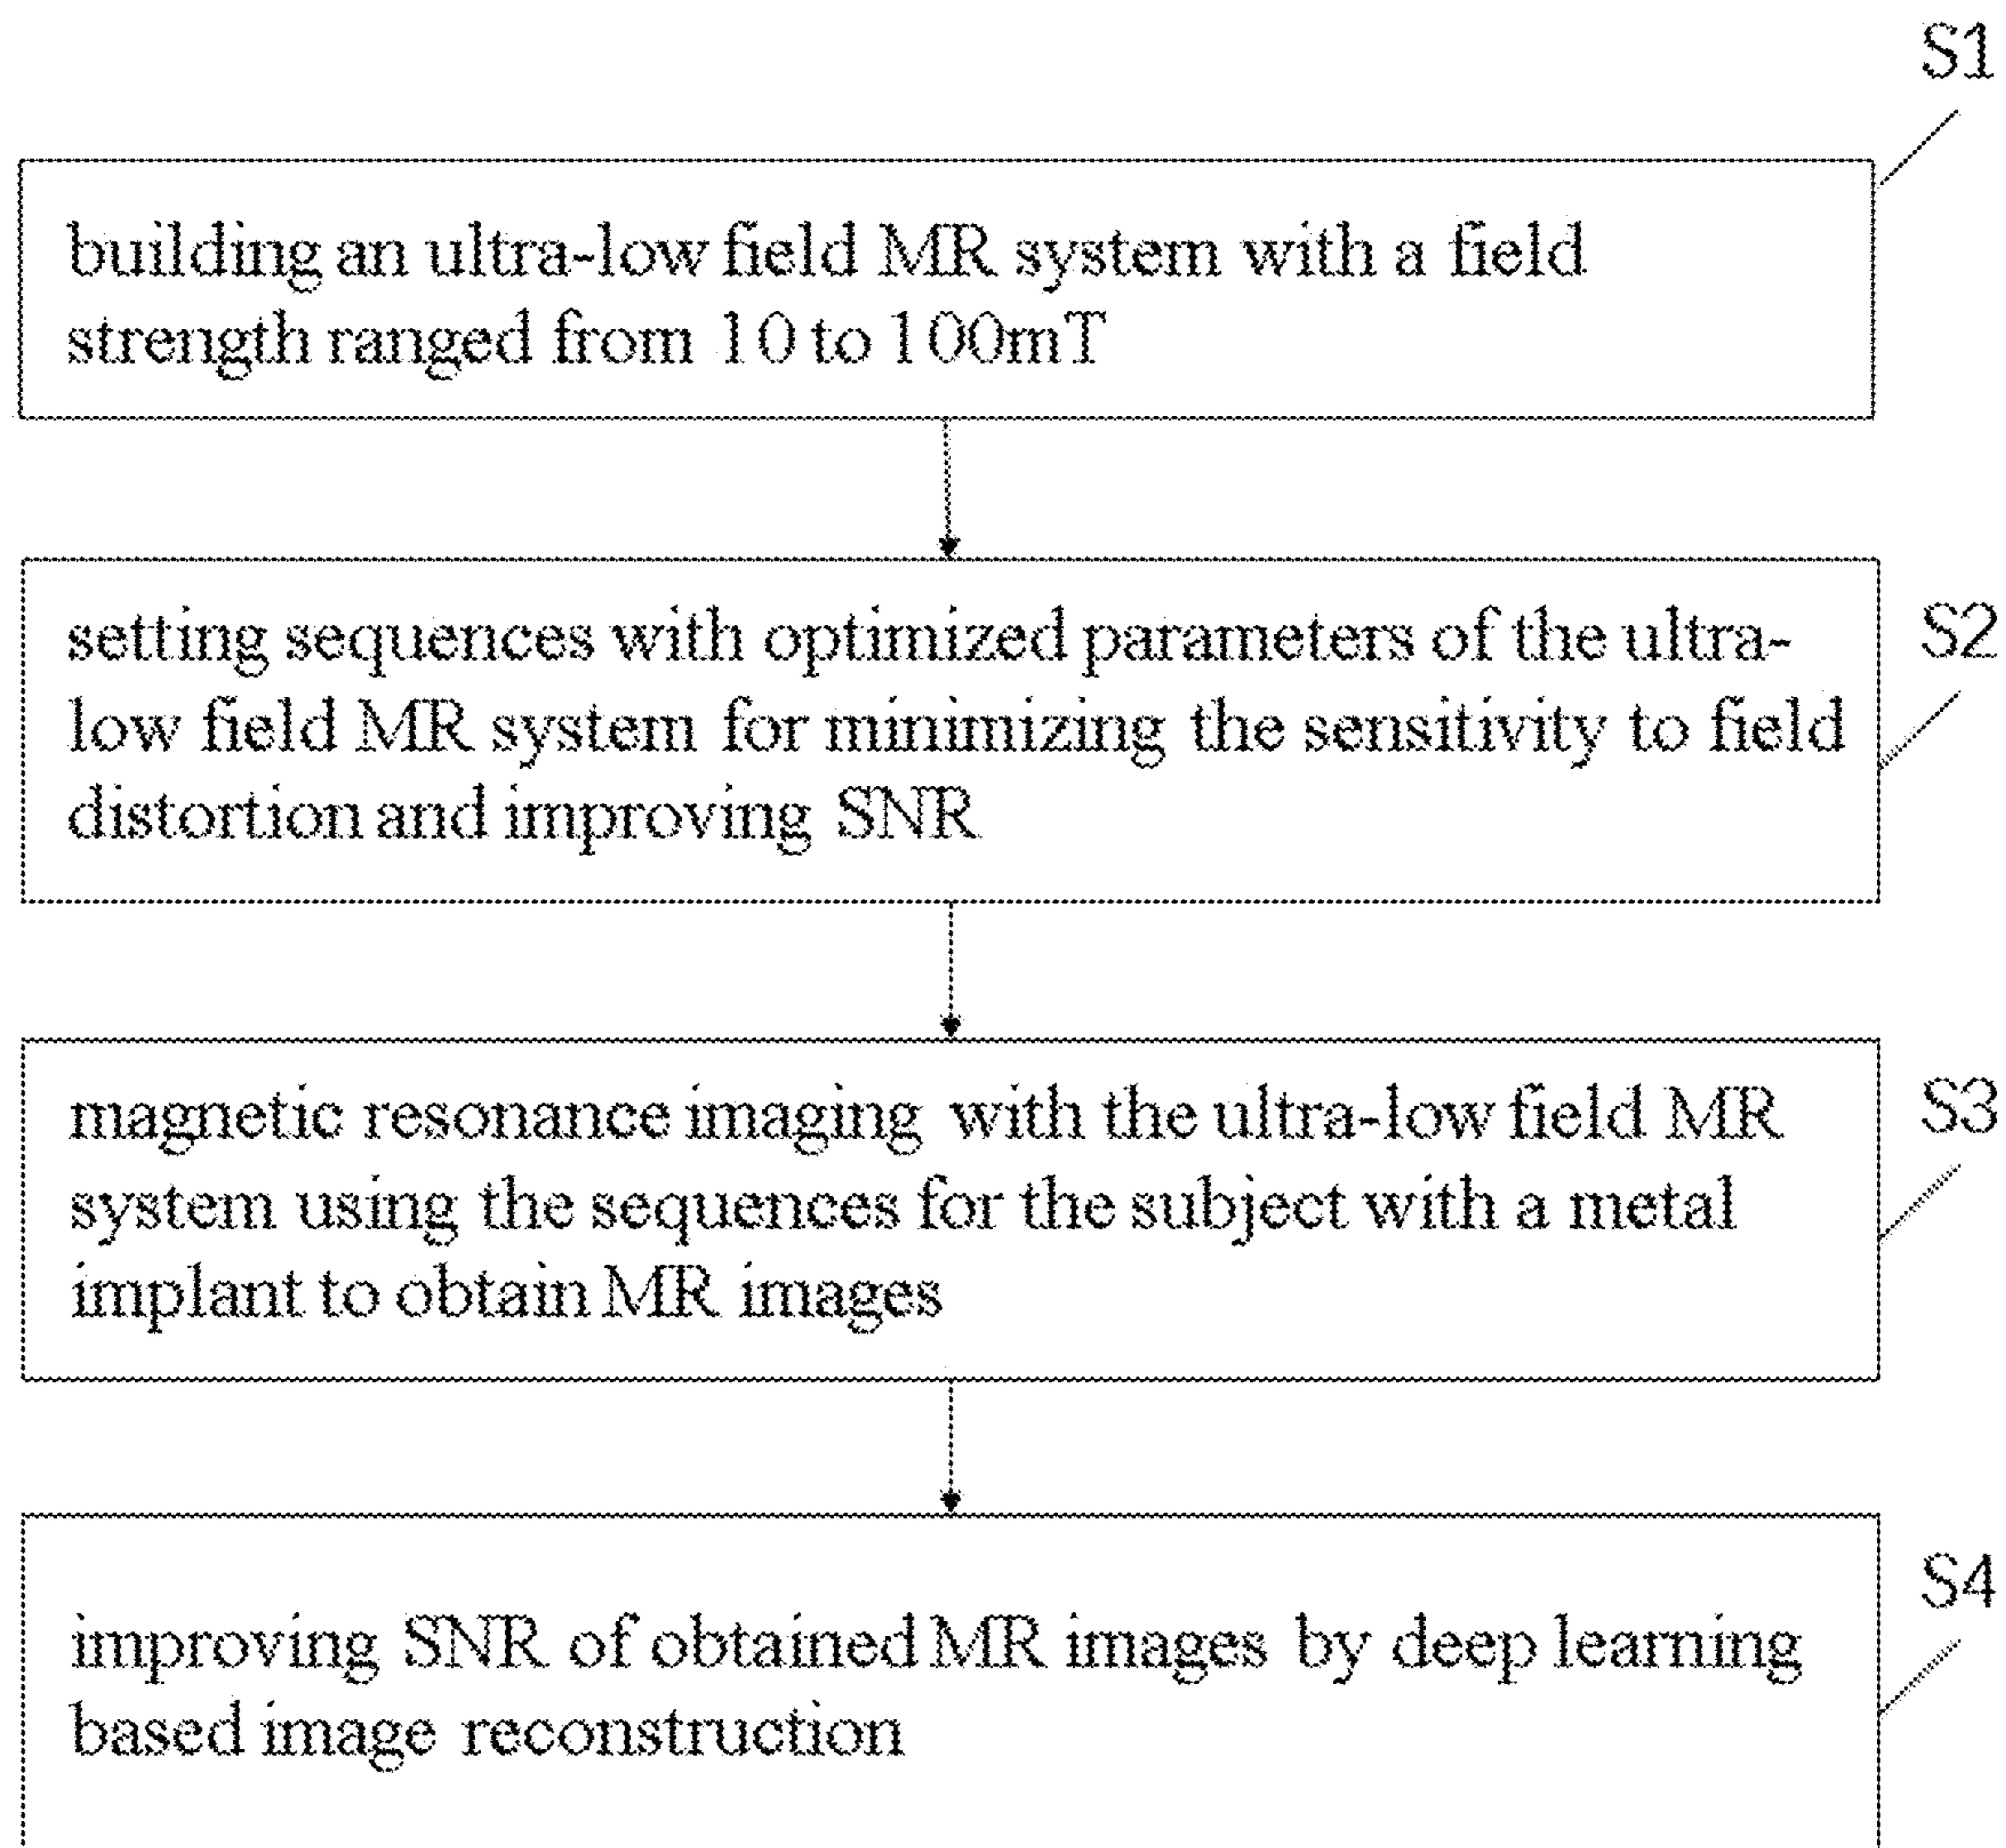 S1
building an ultra-low field MR system with a field
strength ranged from 10 to 100mT
S2
setting sequences with optimized parameters of the ultra-
low field MR system for minimizing the sensitivity to field
distortion and improving SNR
S3
magnetic resonance imaging with the ultra-low field MR
system using the sequences for the subject with a metal
implant to obtain MR images
S4
improving SNR of obtained MR images by deep learning
based image reconstruction